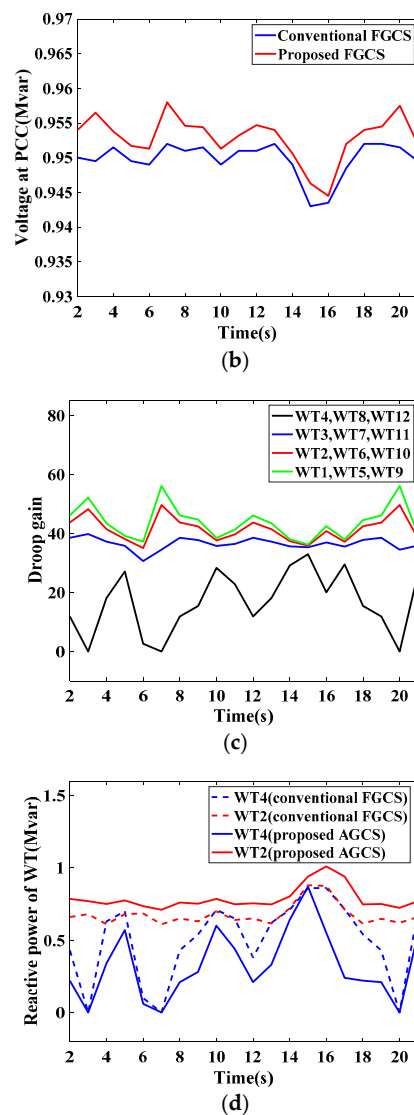 0.97
0.96
0.955
0.95
0.945
0.94
0.93
0.93
Voltage at PCC(Mvar)
Conventional FGCS
Proposed FGCS
2 4 6 8 10 12 14 16 18 20
Time(s)
(b)
80
60
40
20
0
Droop gain
WT4,WT8,WT12
WT3,WT7,WT11
WT2,WT6,WT10
WT1,WT5,WT9
2 4 6 8 10 12 14 16 18 20
Time(s)
(c)
1.5
1
0.5
0
Reactive power of WT(Mvar)
WT4(conventional FGCS)
WT2(conventional FGCS)
WT4(proposed AGCS)
WT2(proposed AGCS)
2 4 6 8 10 12 14 16 18 20
Time(s)
(d)